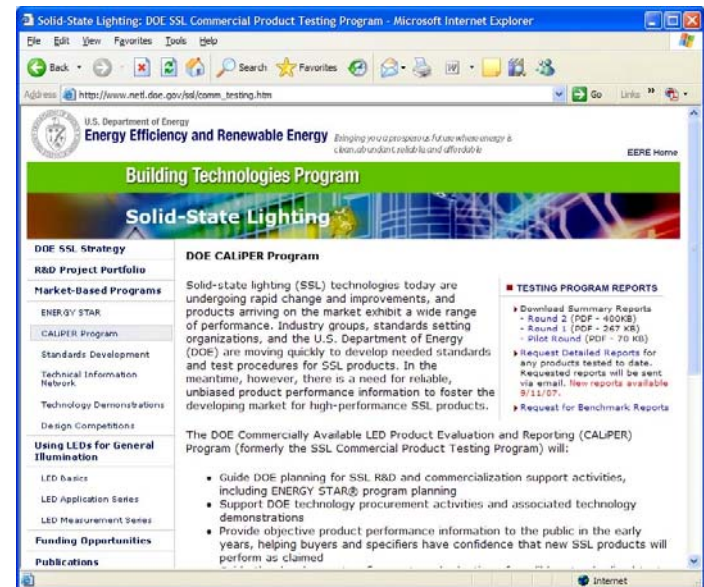 Solid-State Lighting: DOE SSL Commercial Product Testing Program - Microsoft Internet Explorer
File Edit View Favorites Tools Help
Back Search Favorites
Address http://www.netl.doe.gov/ssl/comm_testing.htm Go Links
U.S. Department of Energy
Energy Efficiency and Renewable Energy
Bringing you a prosperous future where energy is
clean, abundant, reliable and affordable
EERE Home
Building Technologies Program
Solid-State Lighting
DOE SSL Strategy
R&D Project Portfolio
Market-Based Programs
ENERGY STAR
CALiPER Program
Standards Development
Technical Information
Network
Technology Demonstrations
Design Competitions
Using LEDs for General
Illumination
LED Basics
LED Application Series
LED Measurement Series
Funding Opportunities
Publications
DOE CALiPER Program
Solid-state lighting (SSL) technologies today are
undergoing rapid change and improvements, and
products arriving on the market exhibit a wide range
of performance. Industry groups, standards setting
organizations, and the U.S. Department of Energy
(DOE) are moving quickly to develop needed standards
and test procedures for SSL products. In the
meantime, however, there is a need for reliable,
unbiased product performance information to foster the
developing market for high-performance SSL products.
TESTING PROGRAM REPORTS
Download Summary Reports
- Round 2 (PDF - 400KB)
- Round 1 (PDF - 267 KB)
- Pilot Round (PDF - 70 KB)
Request Detailed Reports for
any products tested to date.
Requested reports will be sent
via email. New reports available
9/11/07.
Request for Benchmark Reports
The DOE Commercially Available LED Product Evaluation and Reporting (CALiPER)
Program (formerly the SSL Commercial Product Testing Program) will:
• Guide DOE planning for SSL R&D and commercialization support activities,
including ENERGY STAR® program planning
• Support DOE technology procurement activities and associated technology
demonstrations
• Provide objective product performance information to the public in the early
years, helping buyers and specifiers have confidence that new SSL products will
perform as claimed
Internet